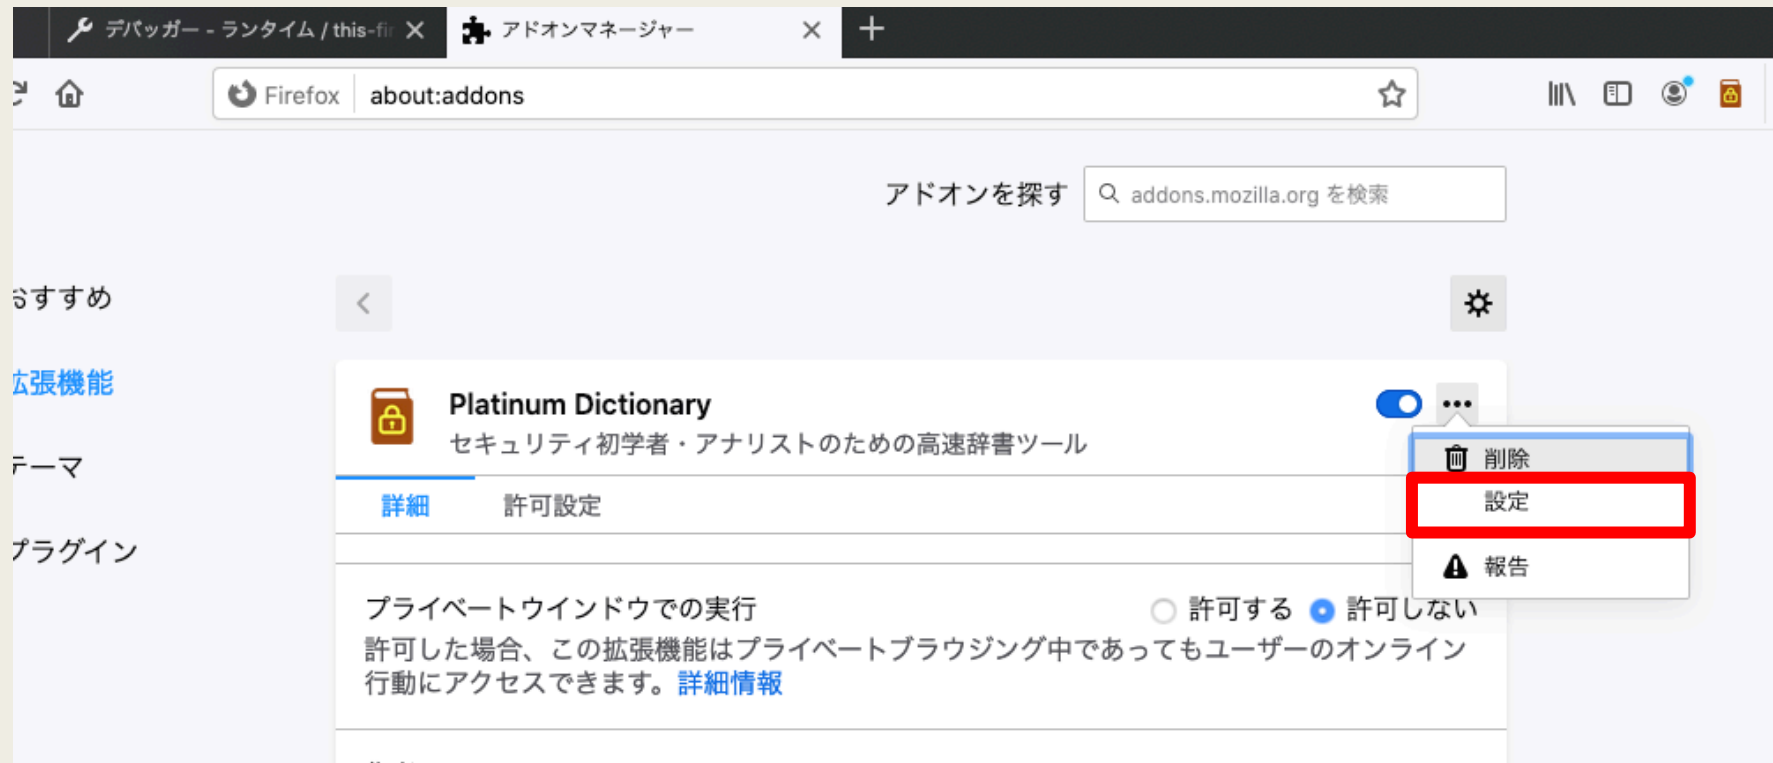 デバッガー - ランタイム / this-fir
アドオンマネージャー
Firefox
about:addons
アドオンを探す
addons.mozilla.org を検索
おすすめ
拡張機能
テーマ
プラグイン
Platinum Dictionary
セキュリティ初学者・アナリストのための高速辞書ツール
削除
設定
報告
詳細
許可設定
プライベートウインドウでの実行
許可する
許可しない
許可した場合、この拡張機能はプライベートブラウジング中であってもユーザーのオンライン
行動にアクセスできます。詳細情報